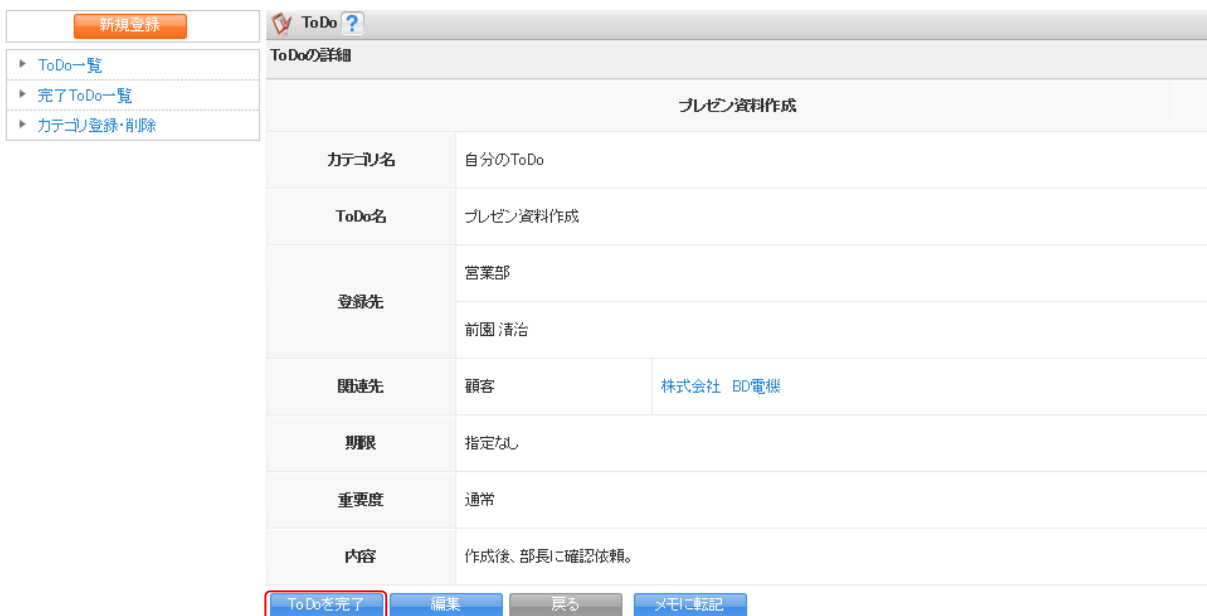 新規登録
ToDo一覧
完了ToDo一覧
カテゴリ登録・削除
ToDo ?
ToDoの詳細
プレゼン資料作成
カテゴリ名 自分のToDo
ToDo名 プレゼン資料作成
登録先 営業部
前園 清治
関連先 顧客 株式会社 BD電機
期限 指定なし
重要度 通常
内容 作成後、部長に確認依頼。
ToDoを完了 編集 戻る メモに転記